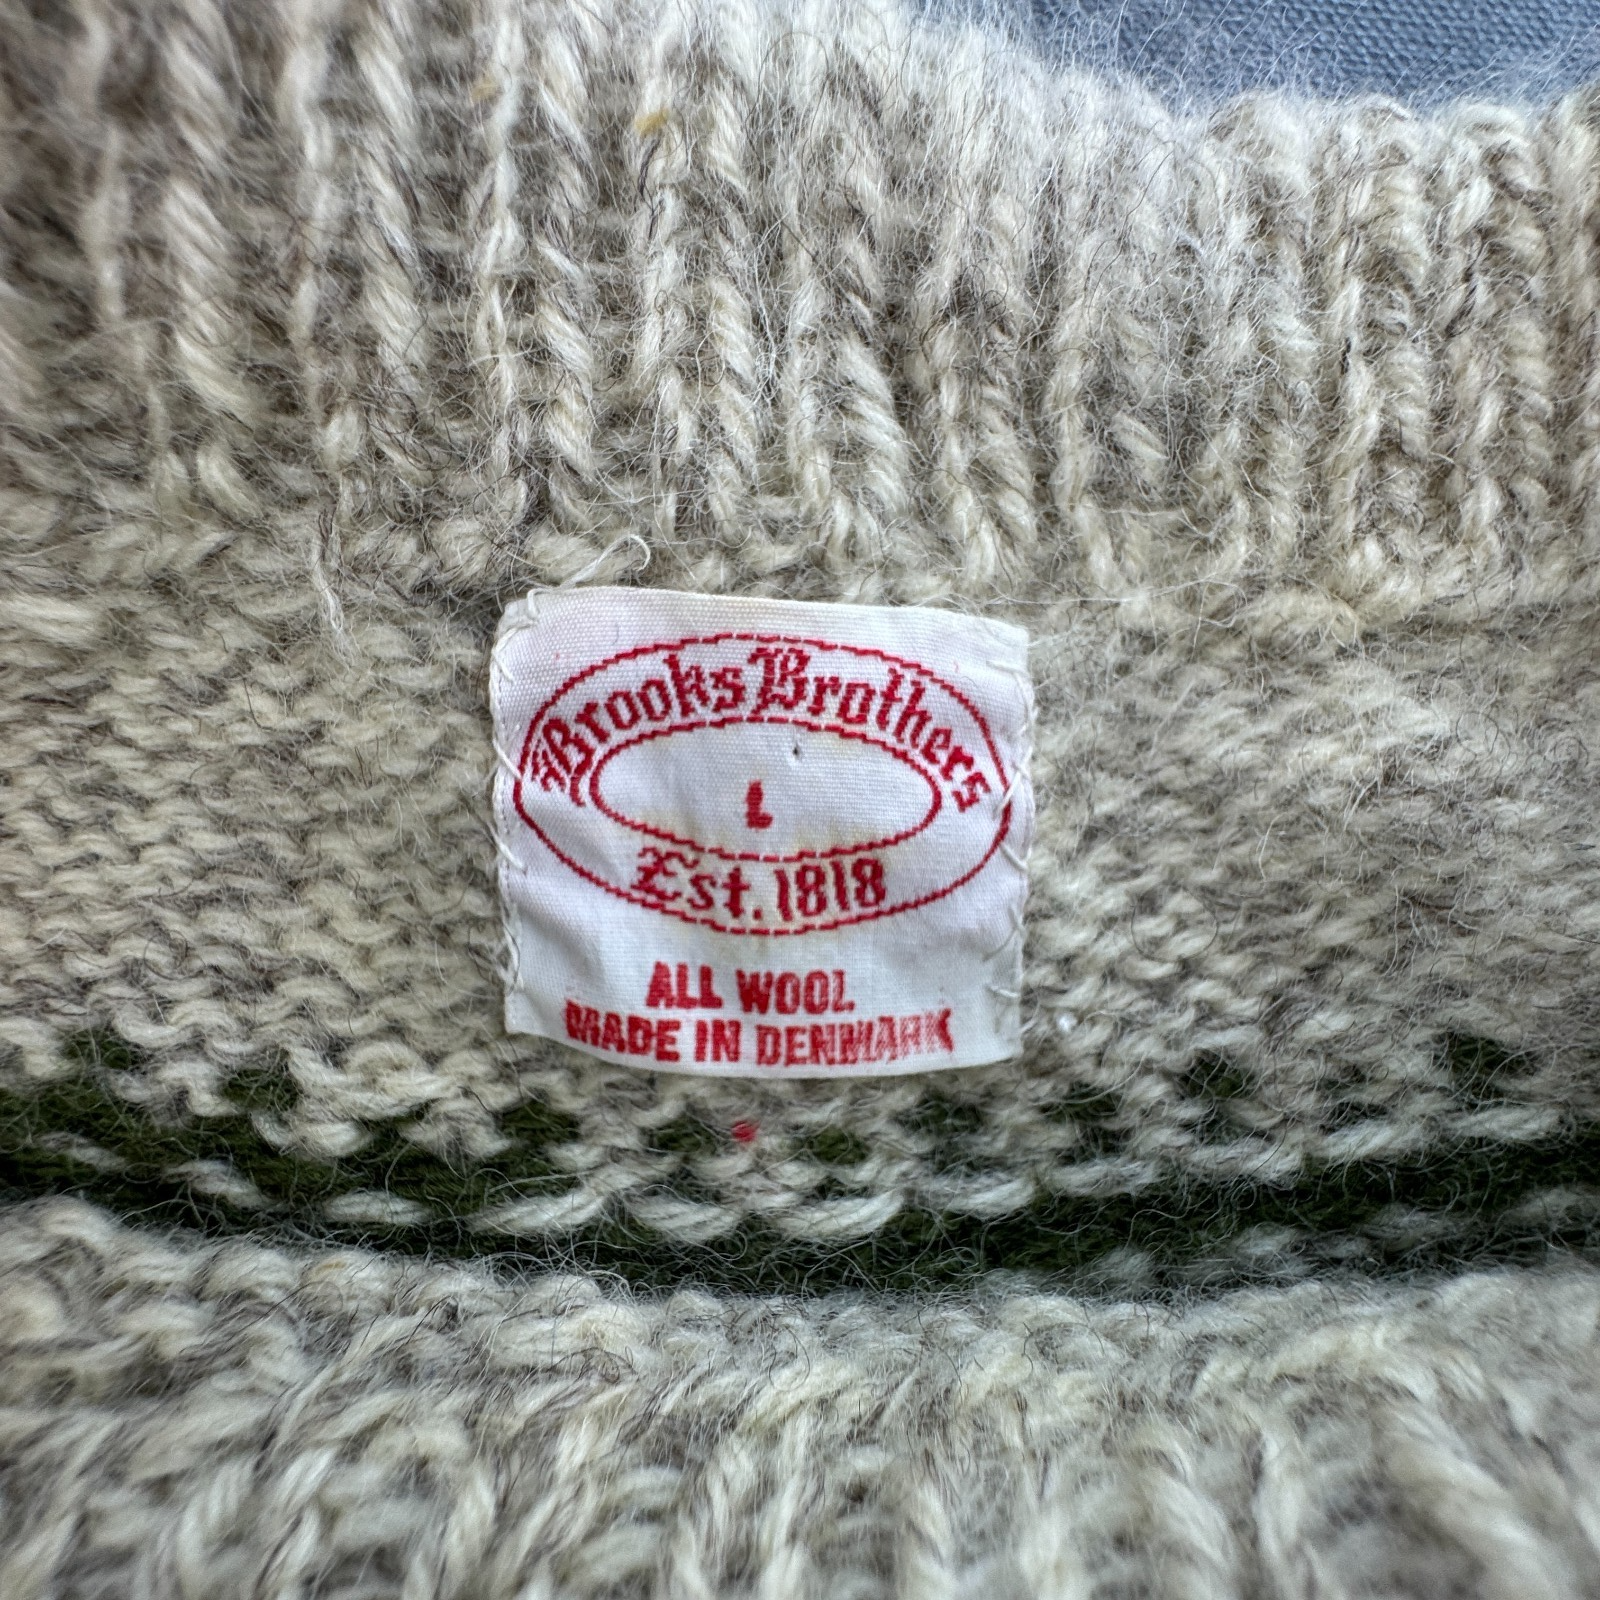 Brooks Brothers
L
Est. 1818
ALL WOOL
MADE IN DENMARK